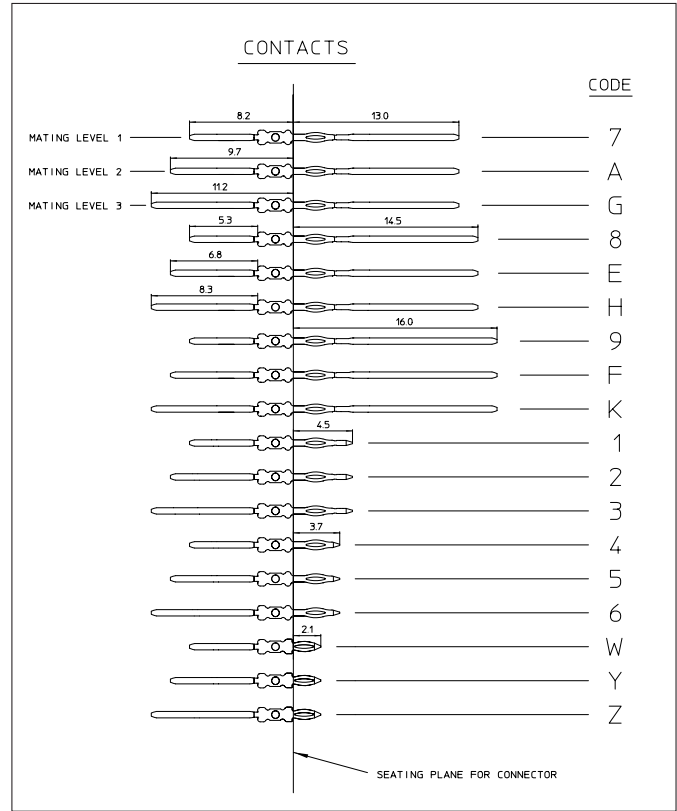 CONTACTS
CODE
8.2 13.0
MATING LEVEL 1 7
9.7
MATING LEVEL 2 A
11.2
MATING LEVEL 3 G
5.3 14.5
8
6.8
E
8.3
H
16.0
9
F
K
4.5
1
2
3
3.7
4
5
6
2.1
W
Y
Z
SEATING PLANE FOR CONNECTOR